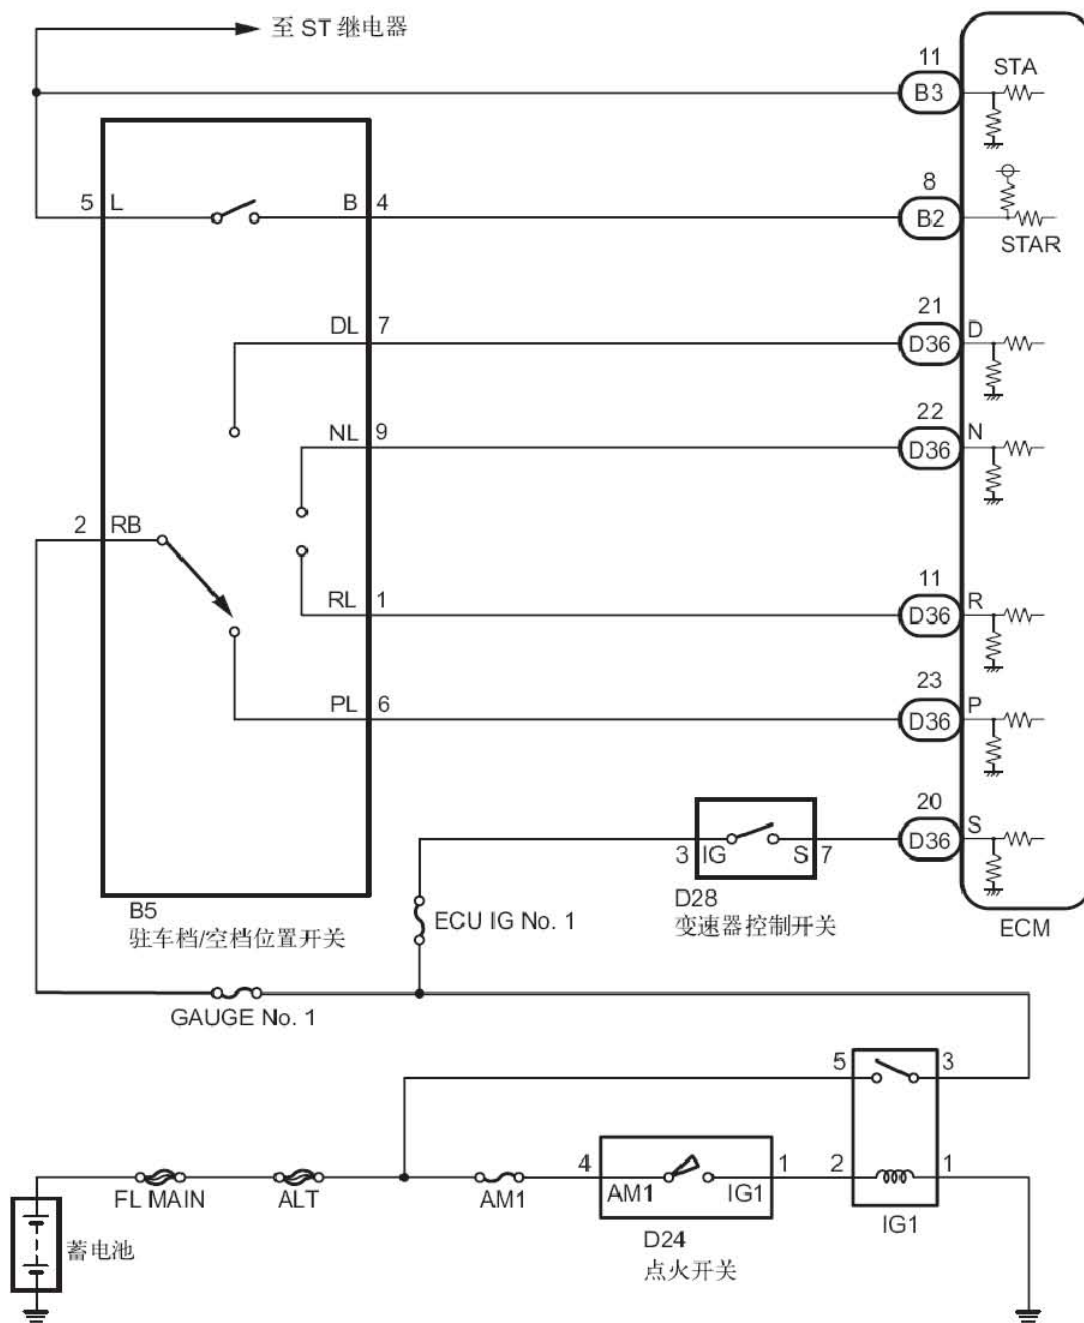 至 ST 继电器
11
B3
STA
8
B2
STAR
5
L
B
4
21
D36
D
DL
7
22
D36
N
NL
9
2
RB
11
D36
R
RL
1
23
D36
P
PL
6
20
D36
S
3
IG
S
7
D28
变速器控制开关
ECM
B5
驻车档/空档位置开关
ECU IG No. 1
GAUGE No. 1
5
3
4
AM1
IG1
1
2
1
FL MAIN
ALT
AM1
D24
点火开关
IG1
蓄电池